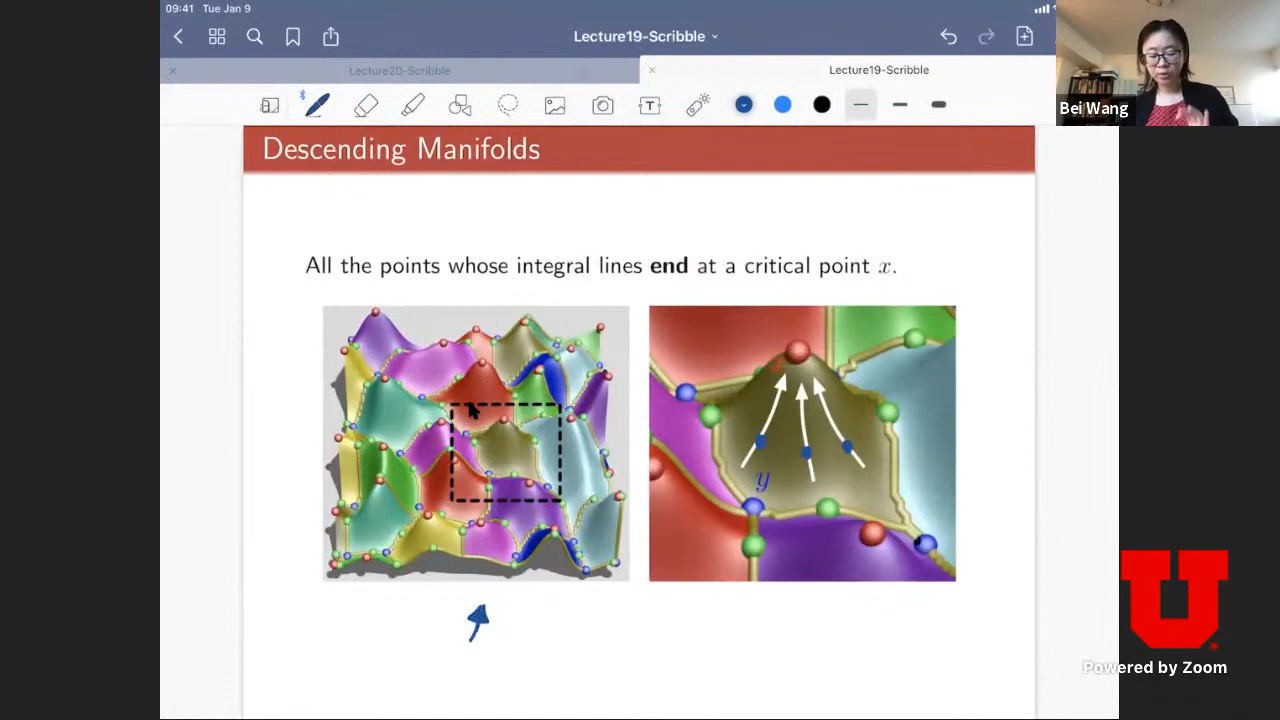 09:41 Tue Jan 9
Lecture19-Scribble
Lecture20-Scribble
Lecture19-Scribble
T
Bei Wang
Descending Manifolds
All the points whose integral lines end at a critical point x.
x
y
U
Powered by Zoom